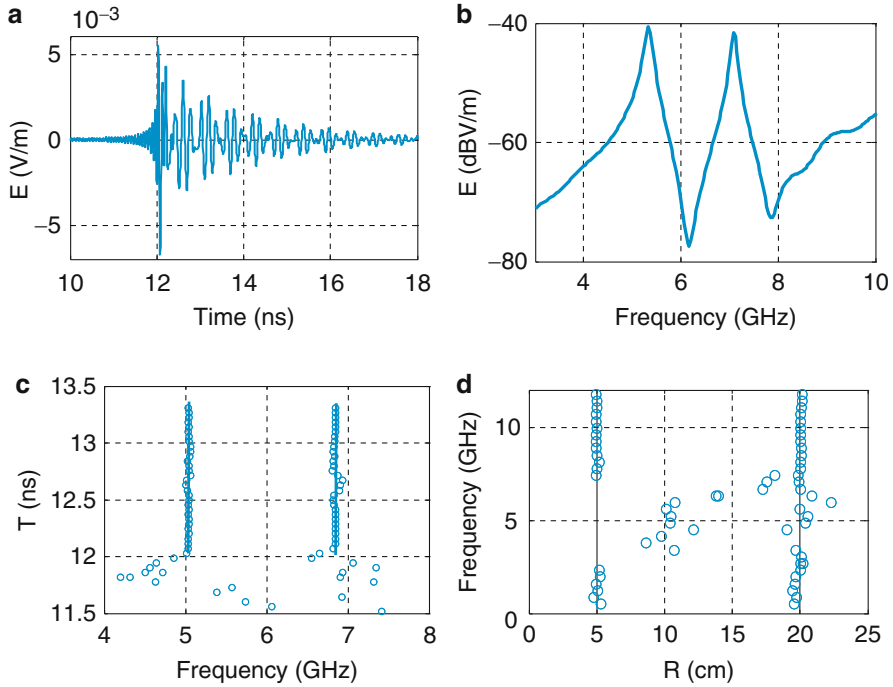 a
10⁻³
5
0
−5
10 12 14 16 18
E (V/m)
Time (ns)
b
−40
−60
−80
4 6 8 10
E (dBV/m)
Frequency (GHz)
c
13.5
13
12.5
12
11.5
4 5 6 7 8
T (ns)
Frequency (GHz)
d
10
5
0
0 5 10 15 20 25
Frequency (GHz)
R (cm)